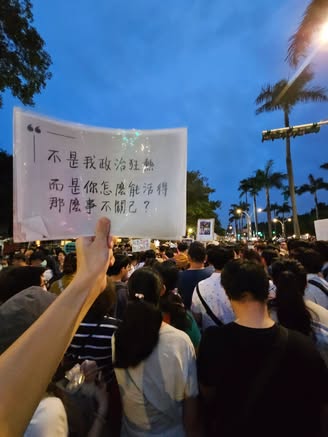 “
不是我政治狂熱
而是你怎麼能活得
那麼事不關己？